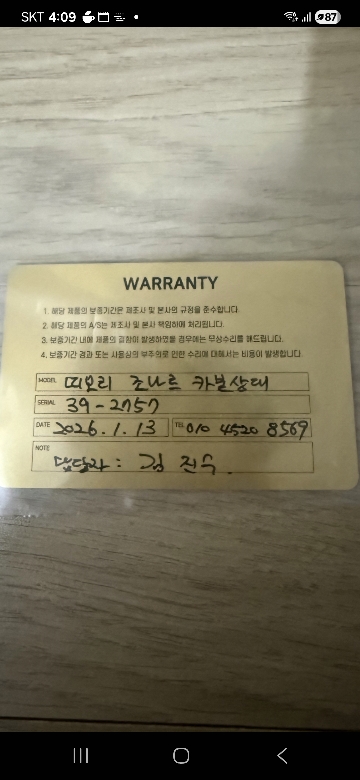 SKT 4:09
87
WARRANTY
1. 해당 제품의 보증기간은 제조사 및 본사의 규정을 준수합니다.
2. 해당 제품의 A/S는 제조사 및 본사 책임하에 처리됩니다.
3. 보증기간 내에 제품의 결함이 발생하였을 경우에는 무상수리를 해드립니다.
4. 보증기간 경과 또는 사용상의 부주의로 인한 수리에 대해서는 비용이 발생합니다.
MODEL 띠오리 조나르 카본상대
SERIAL 39-2757
DATE 2026.1.13 TEL 010 4520 8569
NOTE
담당자 : 김 진수.